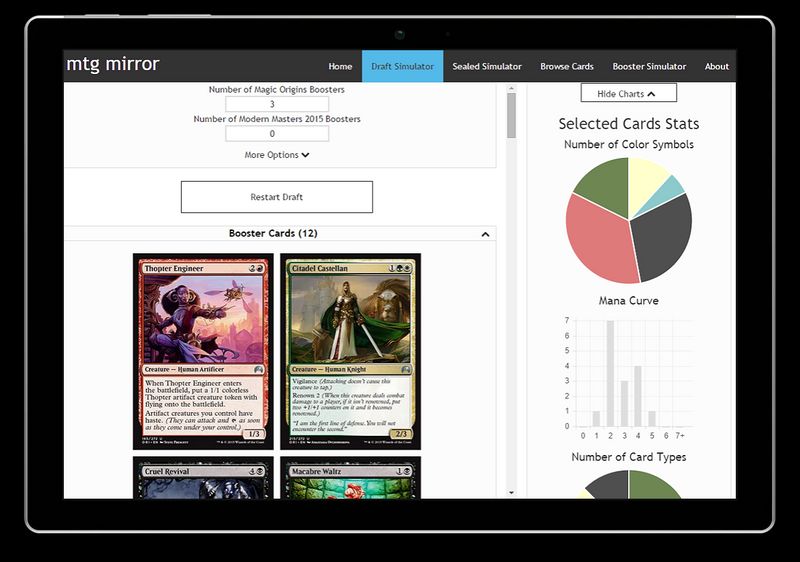 mtg mirror
Home
Draft Simulator
Sealed Simulator
Browse Cards
Booster Simulator
About
Number of Magic Origins Boosters
3
Number of Modern Masters 2015 Boosters
0
More Options
Restart Draft
Booster Cards (12)
Thopter Engineer
2
Creature — Human Artificer
When Thopter Engineer enters
the battlefield, put a 1/1 colorless
Thopter artifact creature token with
flying onto the battlefield.
Artifact creatures you control have
haste. (They can attack and as soon
as they come under your control.)
1/3
Citadel Castellan
1
Creature — Human Knight
Vigilance (Attacking doesn't cause this
creature to tap.)
Renown 2 (When this creature deals combat
damage to a player, if it isn't renowned, put
two +1/+1 counters on it and it becomes
renowned.)
"I am the first line of defense. You will not
encounter the second."
2/3
Cruel Revival
4
Macabre Waltz
1
Hide Charts
Selected Cards Stats
Number of Color Symbols
Mana Curve
7
6
5
4
3
2
1
0
0 1 2 3 4 5 6 7+
Number of Card Types